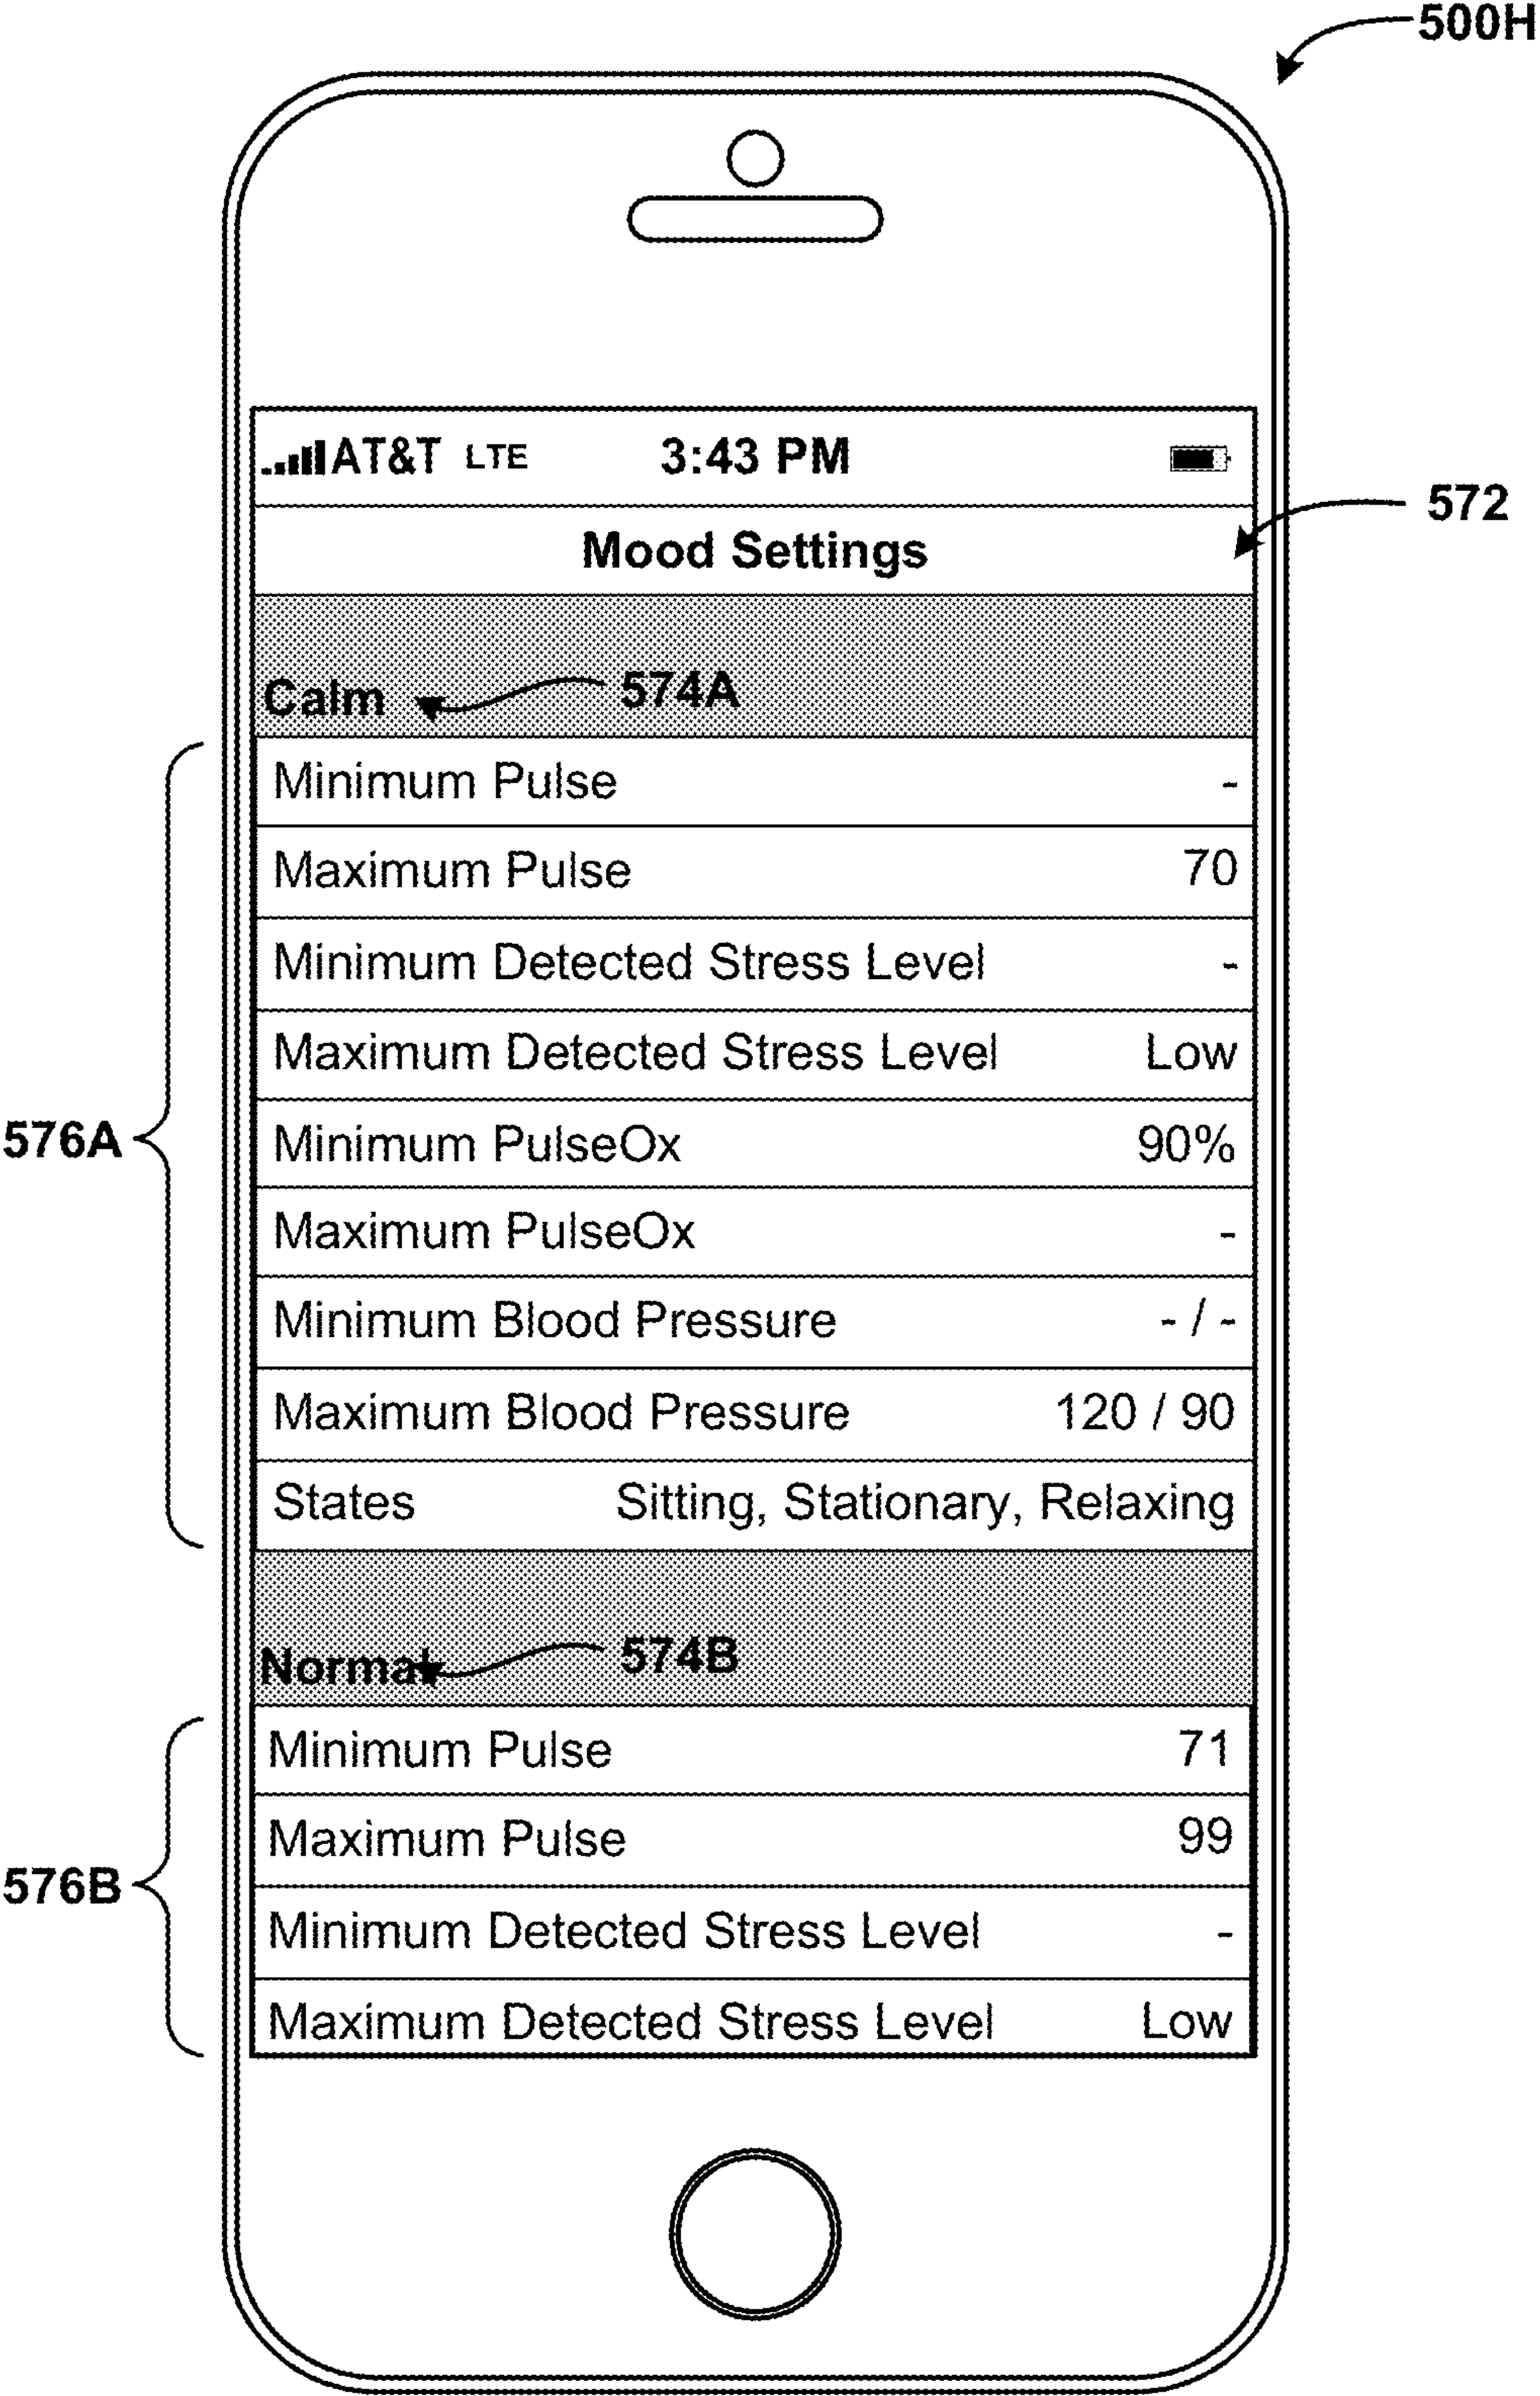 500H
AT&T LTE 3:43 PM
572
Mood Settings
Calm 574A
Minimum Pulse -
Maximum Pulse 70
Minimum Detected Stress Level -
Maximum Detected Stress Level Low
576A
Minimum PulseOx 90%
Maximum PulseOx -
Minimum Blood Pressure - / -
Maximum Blood Pressure 120 / 90
States Sitting, Stationary, Relaxing
Normal 574B
Minimum Pulse 71
Maximum Pulse 99
576B
Minimum Detected Stress Level -
Maximum Detected Stress Level Low